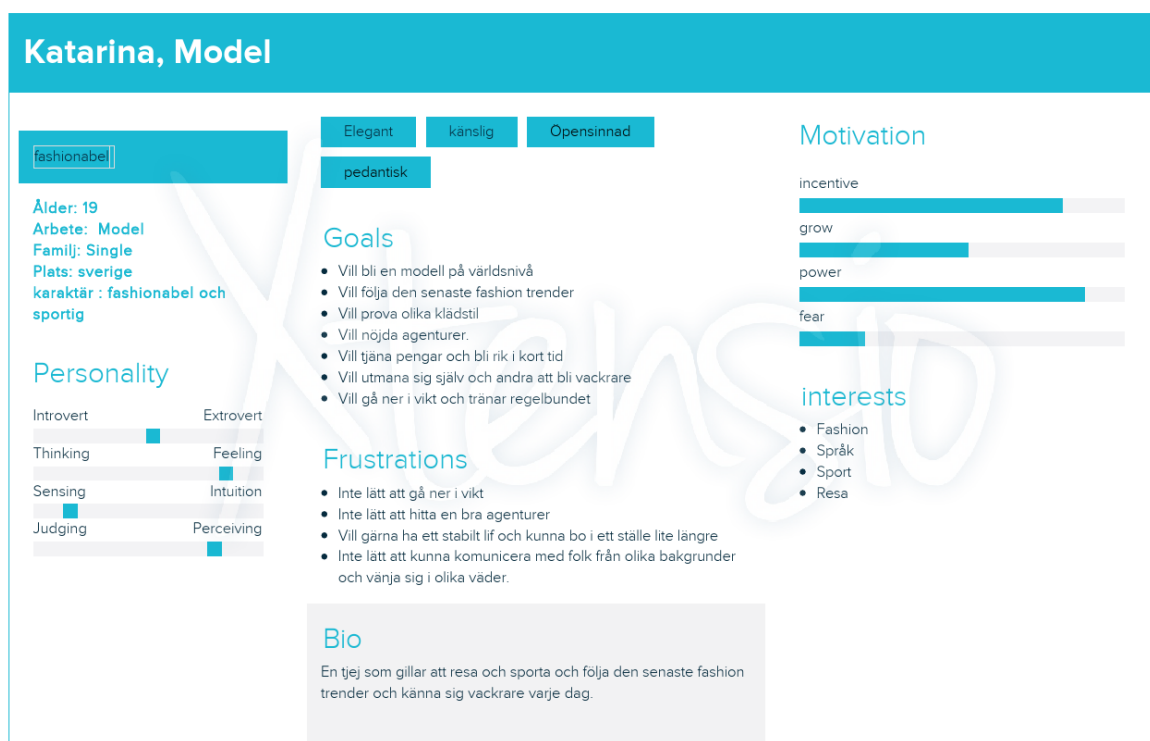 Katarina, Model
fashionabel
Ålder: 19
Arbete:  Model
Familj: Single
Plats: sverige
karaktär : fashionabel och
sportig
Personality
Introvert Extrovert
Thinking Feeling
Sensing Intuition
Judging Perceiving
Elegant känslig Opensinnad
pedantisk
Goals
• Vill bli en modell på världsnivå
• Vill följa den senaste fashion trender
• Vill prova olika klädstil
• Vill nöjda agenturer.
• Vill tjäna pengar och bli rik i kort tid
• Vill utmana sig själv och andra att bli vackrare
• Vill gå ner i vikt och tränar regelbundet
Frustrations
• Inte lätt att gå ner i vikt
• Inte lätt att hitta en bra agenturer
• Vill gärna ha ett stabilt lif och kunna bo i ett ställe lite längre
• Inte lätt att kunna komunicera med folk från olika bakgrunder
och vänja sig i olika väder.
Bio
En tjej som gillar att resa och sporta och följa den senaste fashion
trender och känna sig vackrare varje dag.
Motivation
incentive
grow
power
fear
interests
• Fashion
• Språk
• Sport
• Resa
Xtensio